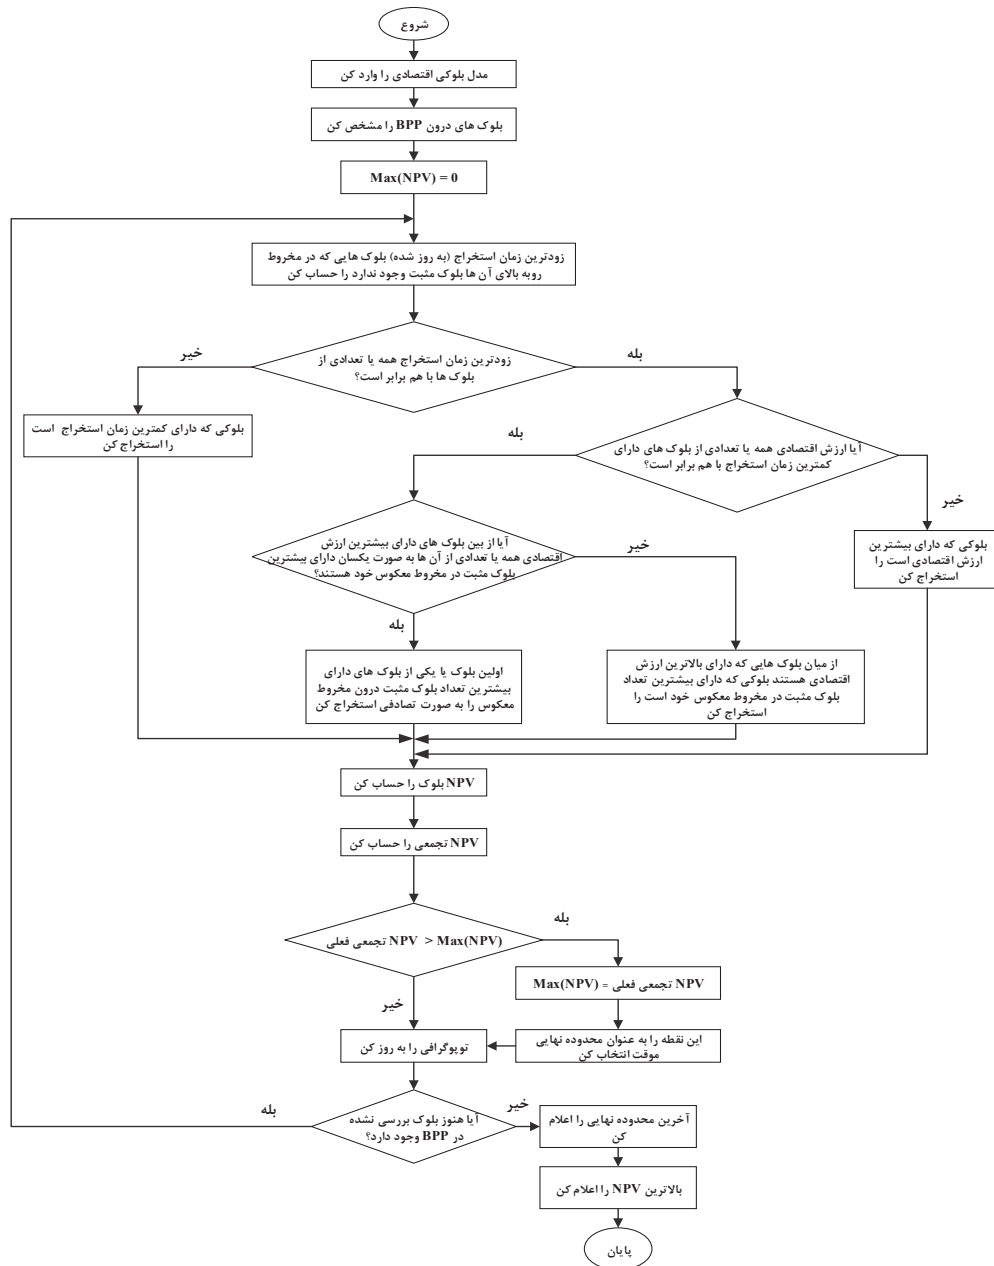 شروع
مدل بلوکی اقتصادی را وارد کن
بلوک های درون BPP را مشخص کن
Max(NPV) = 0
زودترین زمان استخراج (به روز شده) بلوک هایی که در مخروط
روبه بالای آن ها بلوک مثبت وجود ندارد را حساب کن
زودترین زمان استخراج همه یا تعدادی از
بلوک ها با هم برابر است؟
خیر
بله
بلوکی که دارای کمترین زمان استخراج است
را استخراج کن
آیا ارزش اقتصادی همه یا تعدادی از بلوک های دارای
کمترین زمان استخراج با هم برابر است؟
بله
خیر
آیا از بین بلوک های دارای بیشترین ارزش
اقتصادی همه یا تعدادی از آن ها به صورت یکسان دارای بیشترین
بلوک مثبت در مخروط معکوس خود هستند؟
خیر
بله
بلوکی که دارای بیشترین
ارزش اقتصادی است را
استخراج کن
از میان بلوک هایی که دارای بالاترین ارزش
اقتصادی هستند بلوکی که دارای بیشترین تعداد
بلوک مثبت در مخروط معکوس خود است را
استخراج کن
اولین بلوک یا یکی از بلوک های دارای
بیشترین تعداد بلوک مثبت درون مخروط
معکوس را به صورت تصادفی استخراج کن
NPV بلوک را حساب کن
NPV تجمعی را حساب کن
NPV > Max(NPV) تجمعی فعلی
بله
خیر
Max(NPV) = تجمعی فعلی NPV
این نقطه را به عنوان محدوده نهایی
موقت انتخاب کن
توپوگرافی را به روز کن
آیا هنوز بلوک بررسی نشده
در BPP وجود دارد؟
بله
خیر
آخرین محدوده نهایی را اعلام
کن
بالاترین NPV را اعلام کن
پایان